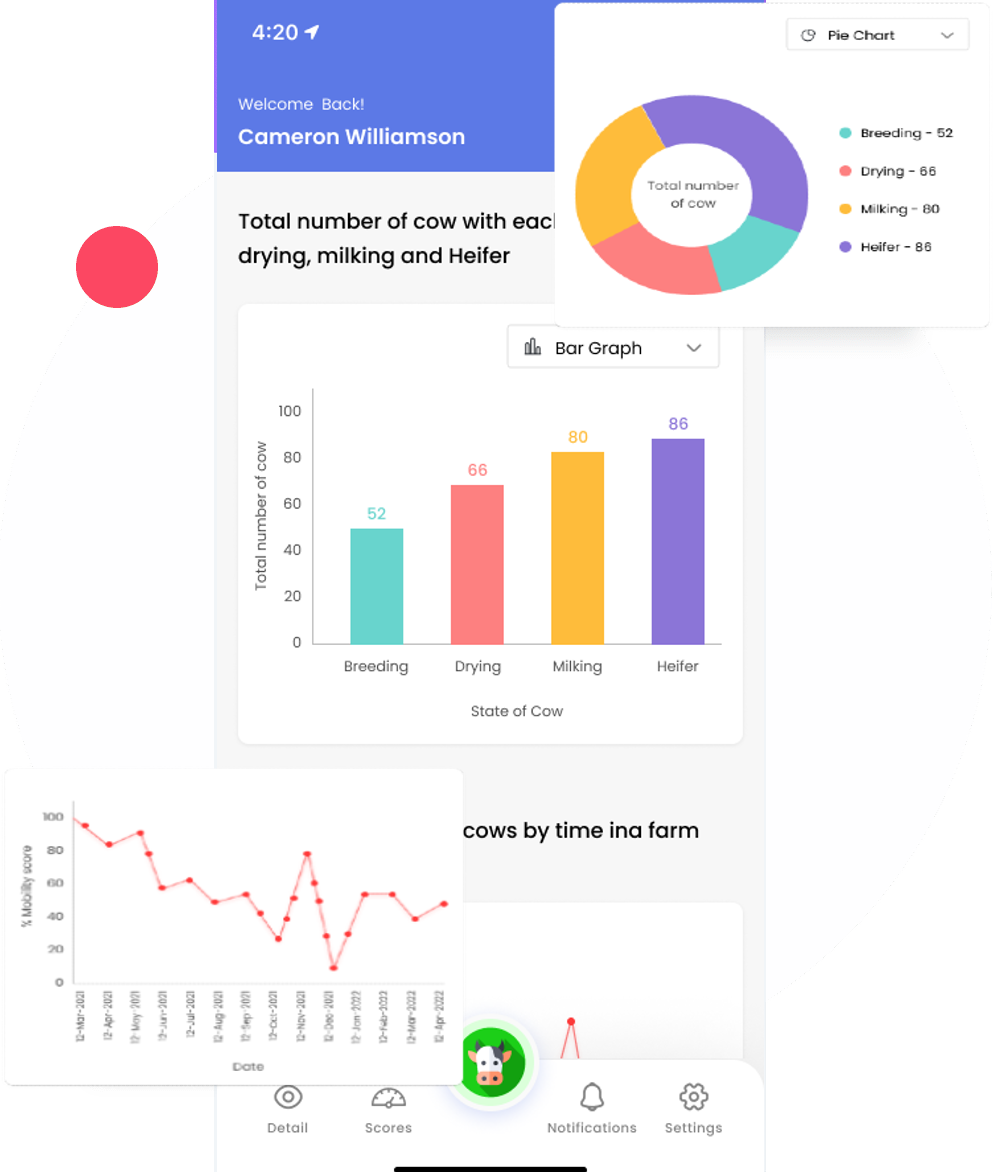 4:20
Welcome Back!
Cameron Williamson
Pie Chart
Total number
of cow
Breeding - 52
Drying - 66
Milking - 80
Heifer - 86
Total number of cow with each
drying, milking and Heifer
Bar Graph
Total number of cow
100
80
60
40
20
0
52
66
80
86
Breeding
Drying
Milking
Heifer
State of Cow
cows by time ina farm
% Mobility score
100
80
60
40
20
0
12-Mar-2021
12-Apr-2021
12-May-2021
12-Jun-2021
12-Jul-2021
12-Aug-2021
12-Sep-2021
12-Oct-2021
12-Nov-2021
12-Dec-2021
12-Jan-2022
12-Feb-2022
12-Mar-2022
12-Apr-2022
Date
Detail
Scores
Notifications
Settings